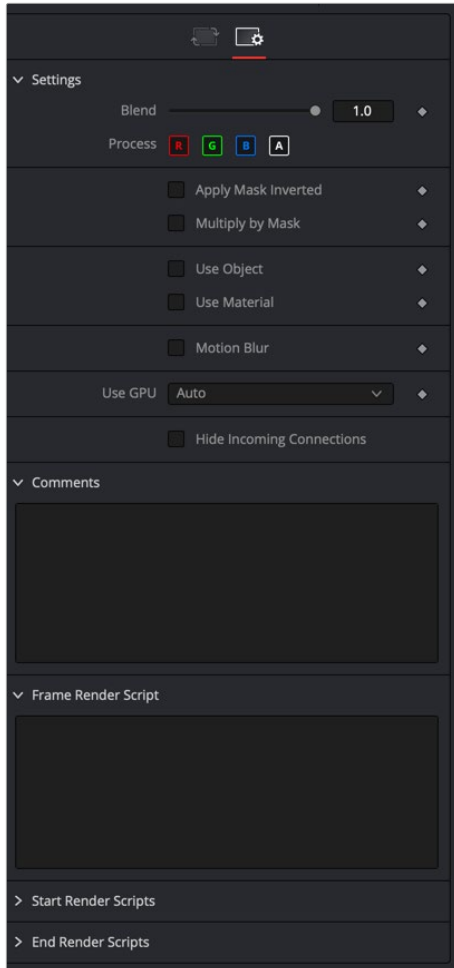 Settings
Blend 1.0
Process R G B A
Apply Mask Inverted
Multiply by Mask
Use Object
Use Material
Motion Blur
Use GPU Auto
Hide Incoming Connections
Comments
Frame Render Script
Start Render Scripts
End Render Scripts